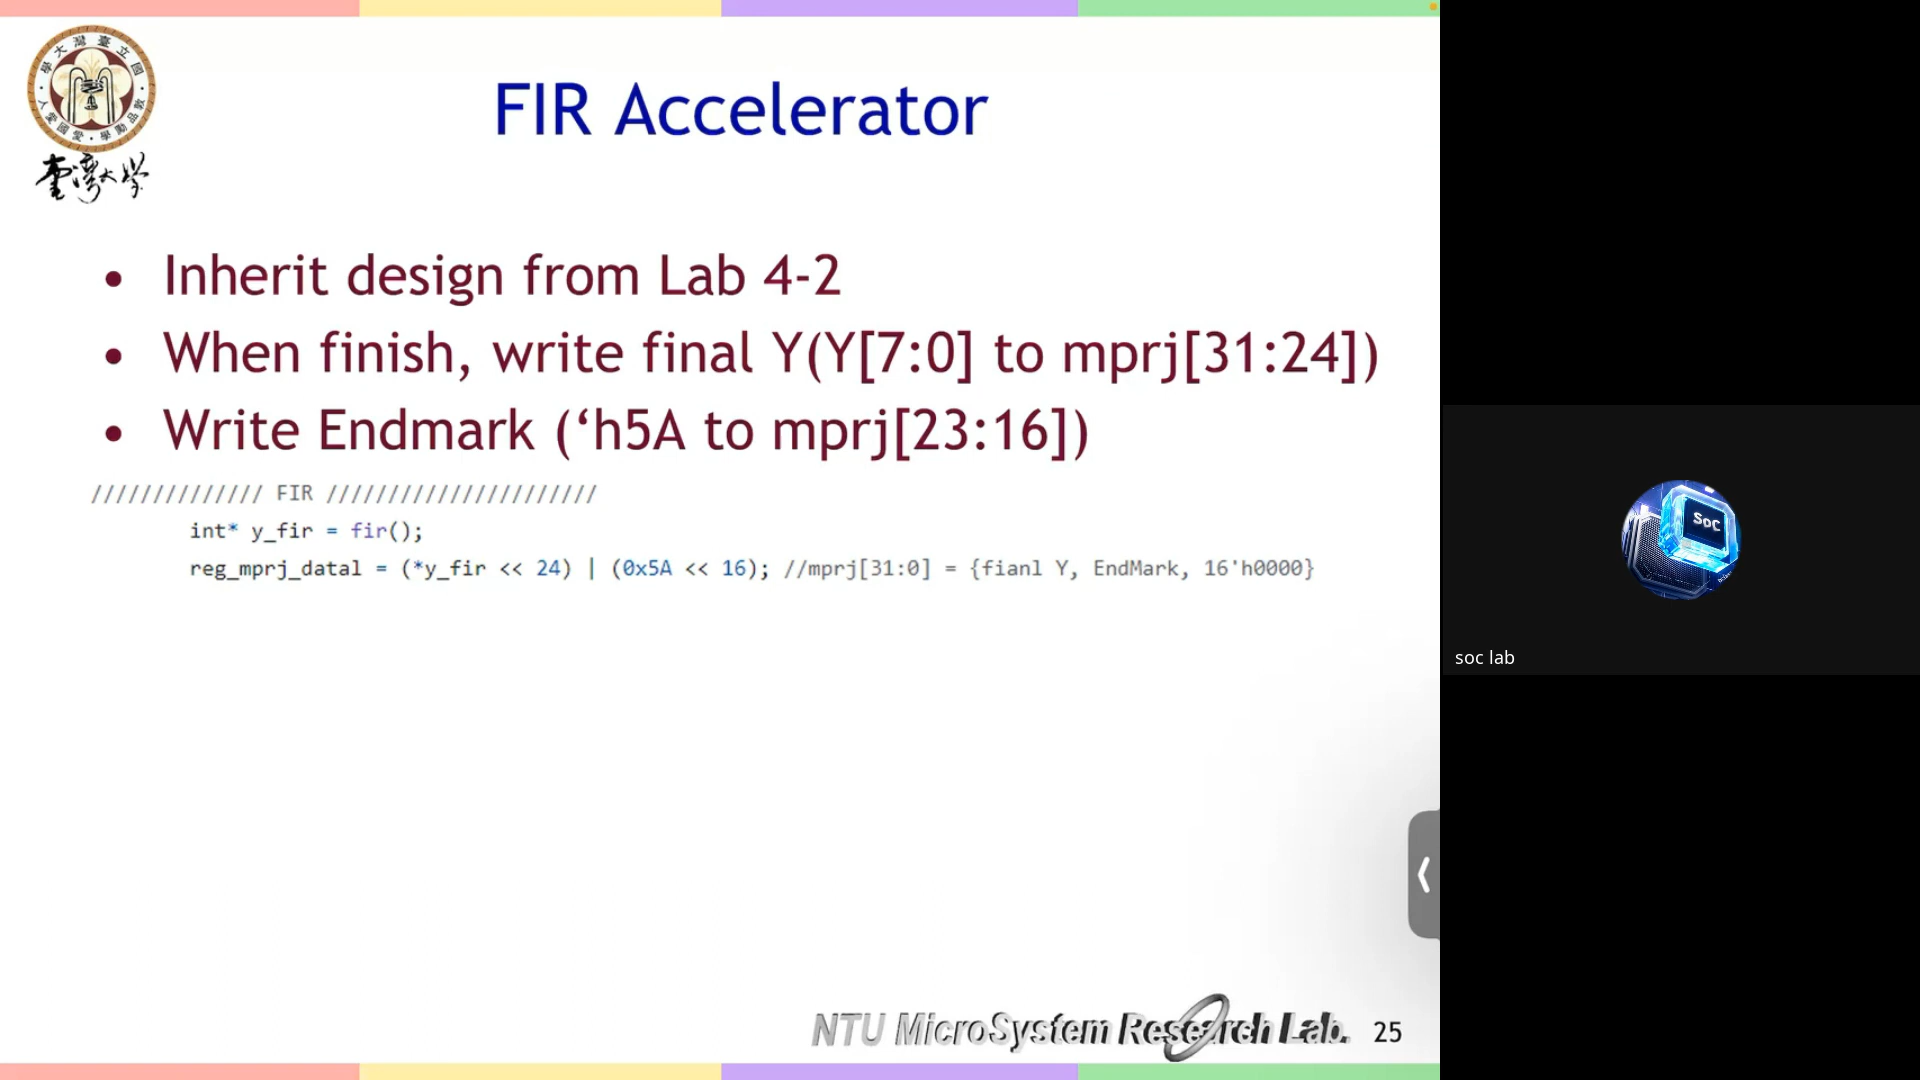 FIR Accelerator
臺灣大學
• Inherit design from Lab 4-2
• When finish, write final Y(Y[7:0] to mprj[31:24])
• Write Endmark (‘h5A to mprj[23:16])
////////////// FIR //////////////////////
int* y_fir = fir();
reg_mprj_datal = (*y_fir << 24) | (0x5A << 16); //mprj[31:0] = {fianl Y, EndMark, 16'h0000}
SoC
soc lab
NTU MicroSystem Research Lab. 25